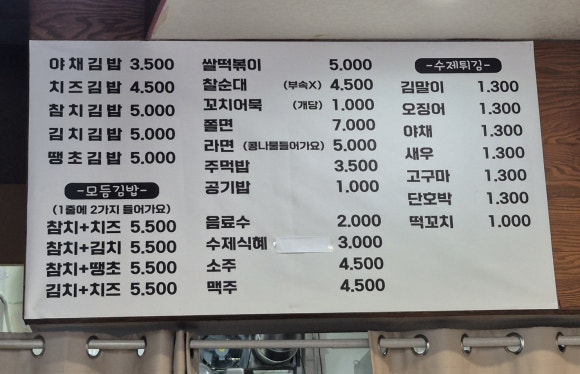 야채김밥 3.500
치즈김밥 4.500
참치김밥 5.000
김치김밥 5.000
땡초김밥 5.000
-모듬김밥-
(1줄에 2가지 들어가요)
참치+치즈 5.500
참치+김치 5.500
참치+땡초 5.500
김치+치즈 5.500
쌀떡볶이 5.000
찰순대 (부속X) 4.500
꼬치어묵 (개당) 1.000
쫄면 7.000
라면 (콩나물들어가요) 5.000
주먹밥 3.500
공기밥 1.000
음료수 2.000
수제식혜 3.000
소주 4.500
맥주 4.500
-수제튀김-
김말이 1.300
오징어 1.300
야채 1.300
새우 1.300
고구마 1.300
단호박 1.300
떡꼬치 1.000